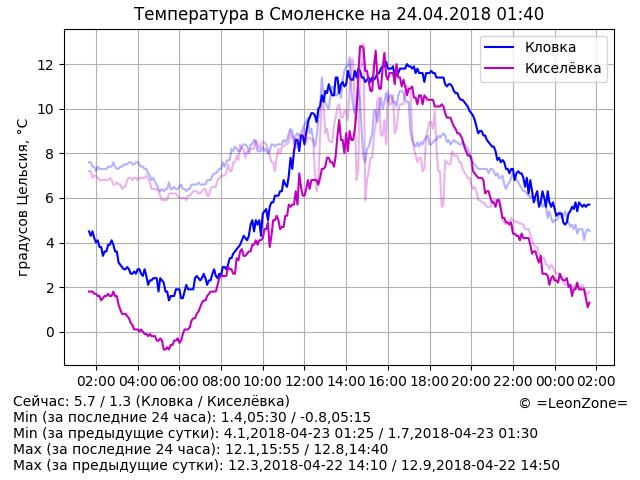 Температура в Смоленске на 24.04.2018 01:40
Кловка
Киселёвка
градусов Цельсия, °C
12
10
8
6
4
2
0
02:00 04:00 06:00 08:00 10:00 12:00 14:00 16:00 18:00 20:00 22:00 00:00 02:00
Сейчас: 5.7 / 1.3 (Кловка / Киселёвка)
© =LeonZone=
Min (за последние 24 часа): 1.4,05:30 / -0.8,05:15
Min (за предыдущие сутки): 4.1,2018-04-23 01:25 / 1.7,2018-04-23 01:30
Max (за последние 24 часа): 12.1,15:55 / 12.8,14:40
Max (за предыдущие сутки): 12.3,2018-04-22 14:10 / 12.9,2018-04-22 14:50